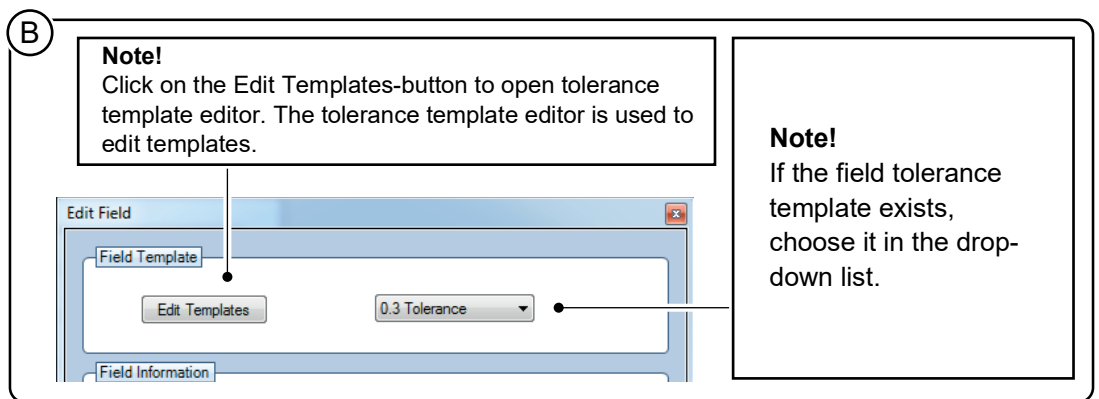 B
Note!
Click on the Edit Templates-button to open tolerance
template editor. The tolerance template editor is used to
edit templates.
Note!
If the field tolerance
template exists,
choose it in the drop-
down list.
Edit Field
Field Template
Edit Templates
0.3 Tolerance
Field Information